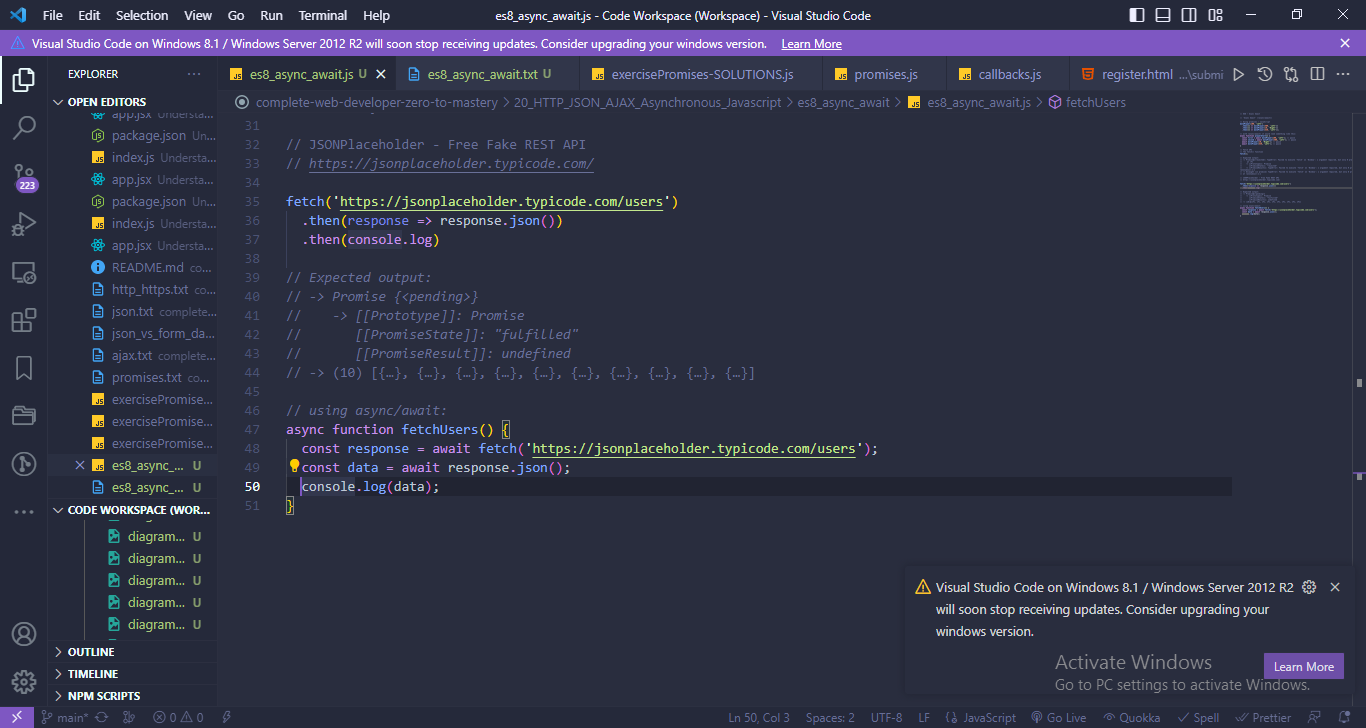 File Edit Selection View Go Run Terminal Help
es8_async_await.js - Code Workspace (Workspace) - Visual Studio Code
Visual Studio Code on Windows 8.1 / Windows Server 2012 R2 will soon stop receiving updates. Consider upgrading your windows version. Learn More
EXPLORER
es8_async_await.js U
es8_async_await.txt U
exercisePromises-SOLUTIONS.js
promises.js
callbacks.js
register.html ...\submi
OPEN EDITORS
complete-web-developer-zero-to-mastery > 20_HTTP_JSON_AJAX_Asynchronous_Javascript > es8_async_await > es8_async_await.js > fetchUsers
app.jsx Understa...
package.json Un...
index.js Understa...
app.jsx Understa...
package.json Un...
index.js Understa...
app.jsx Understa...
README.md co...
http_https.txt co...
json.txt complete...
json_vs_form_da...
ajax.txt complete...
promises.txt co...
exercisePromise...
exercisePromise...
exercisePromise...
es8_async_... U
es8_async_... U
CODE WORKSPACE (WOR...
diagram... U
diagram... U
diagram... U
diagram... U
diagram... U
OUTLINE
TIMELINE
NPM SCRIPTS
223
31
32 // JSONPlaceholder - Free Fake REST API
33 // https://jsonplaceholder.typicode.com/
34
35 fetch('https://jsonplaceholder.typicode.com/users')
36 .then(response => response.json())
37 .then(console.log)
38
39 // Expected output:
40 // -> Promise {<pending>}
41 // -> [[Prototype]]: Promise
42 // [[PromiseState]]: "fulfilled"
43 // [[PromiseResult]]: undefined
44 // -> (10) [{…}, {…}, {…}, {…}, {…}, {…}, {…}, {…}, {…}, {…}]
45
46 // using async/await:
47 async function fetchUsers() {
48 const response = await fetch('https://jsonplaceholder.typicode.com/users');
49 const data = await response.json();
50 console.log(data);
51 }
Visual Studio Code on Windows 8.1 / Windows Server 2012 R2
will soon stop receiving updates. Consider upgrading your
windows version.
Learn More
Activate Windows
Go to PC settings to activate Windows.
main* 0 0
Ln 50, Col 3 Spaces: 2 UTF-8 LF JavaScript Go Live Quokka Spell Prettier